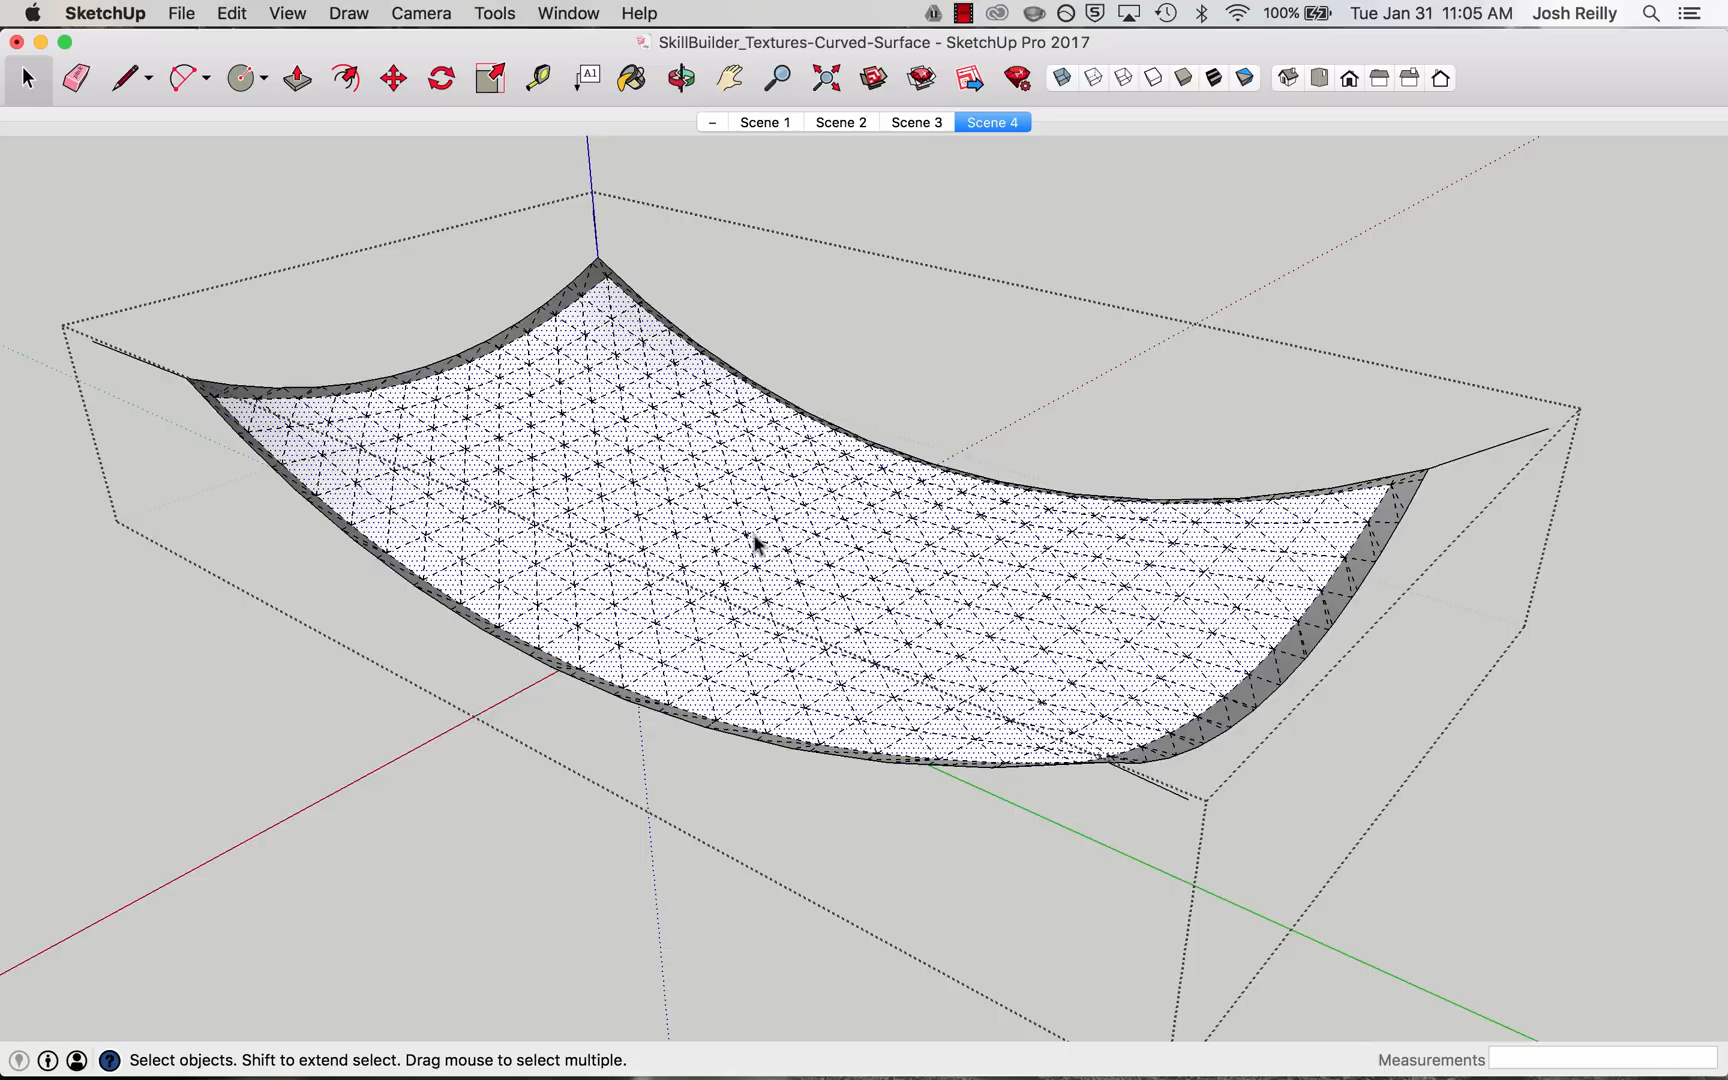 SketchUp File Edit View Draw Camera Tools Window Help 100% Tue Jan 31 11:05 AM Josh Reilly
SkillBuilder_Textures-Curved-Surface - SketchUp Pro 2017
A1
– Scene 1 Scene 2 Scene 3 Scene 4
Select objects. Shift to extend select. Drag mouse to select multiple. Measurements